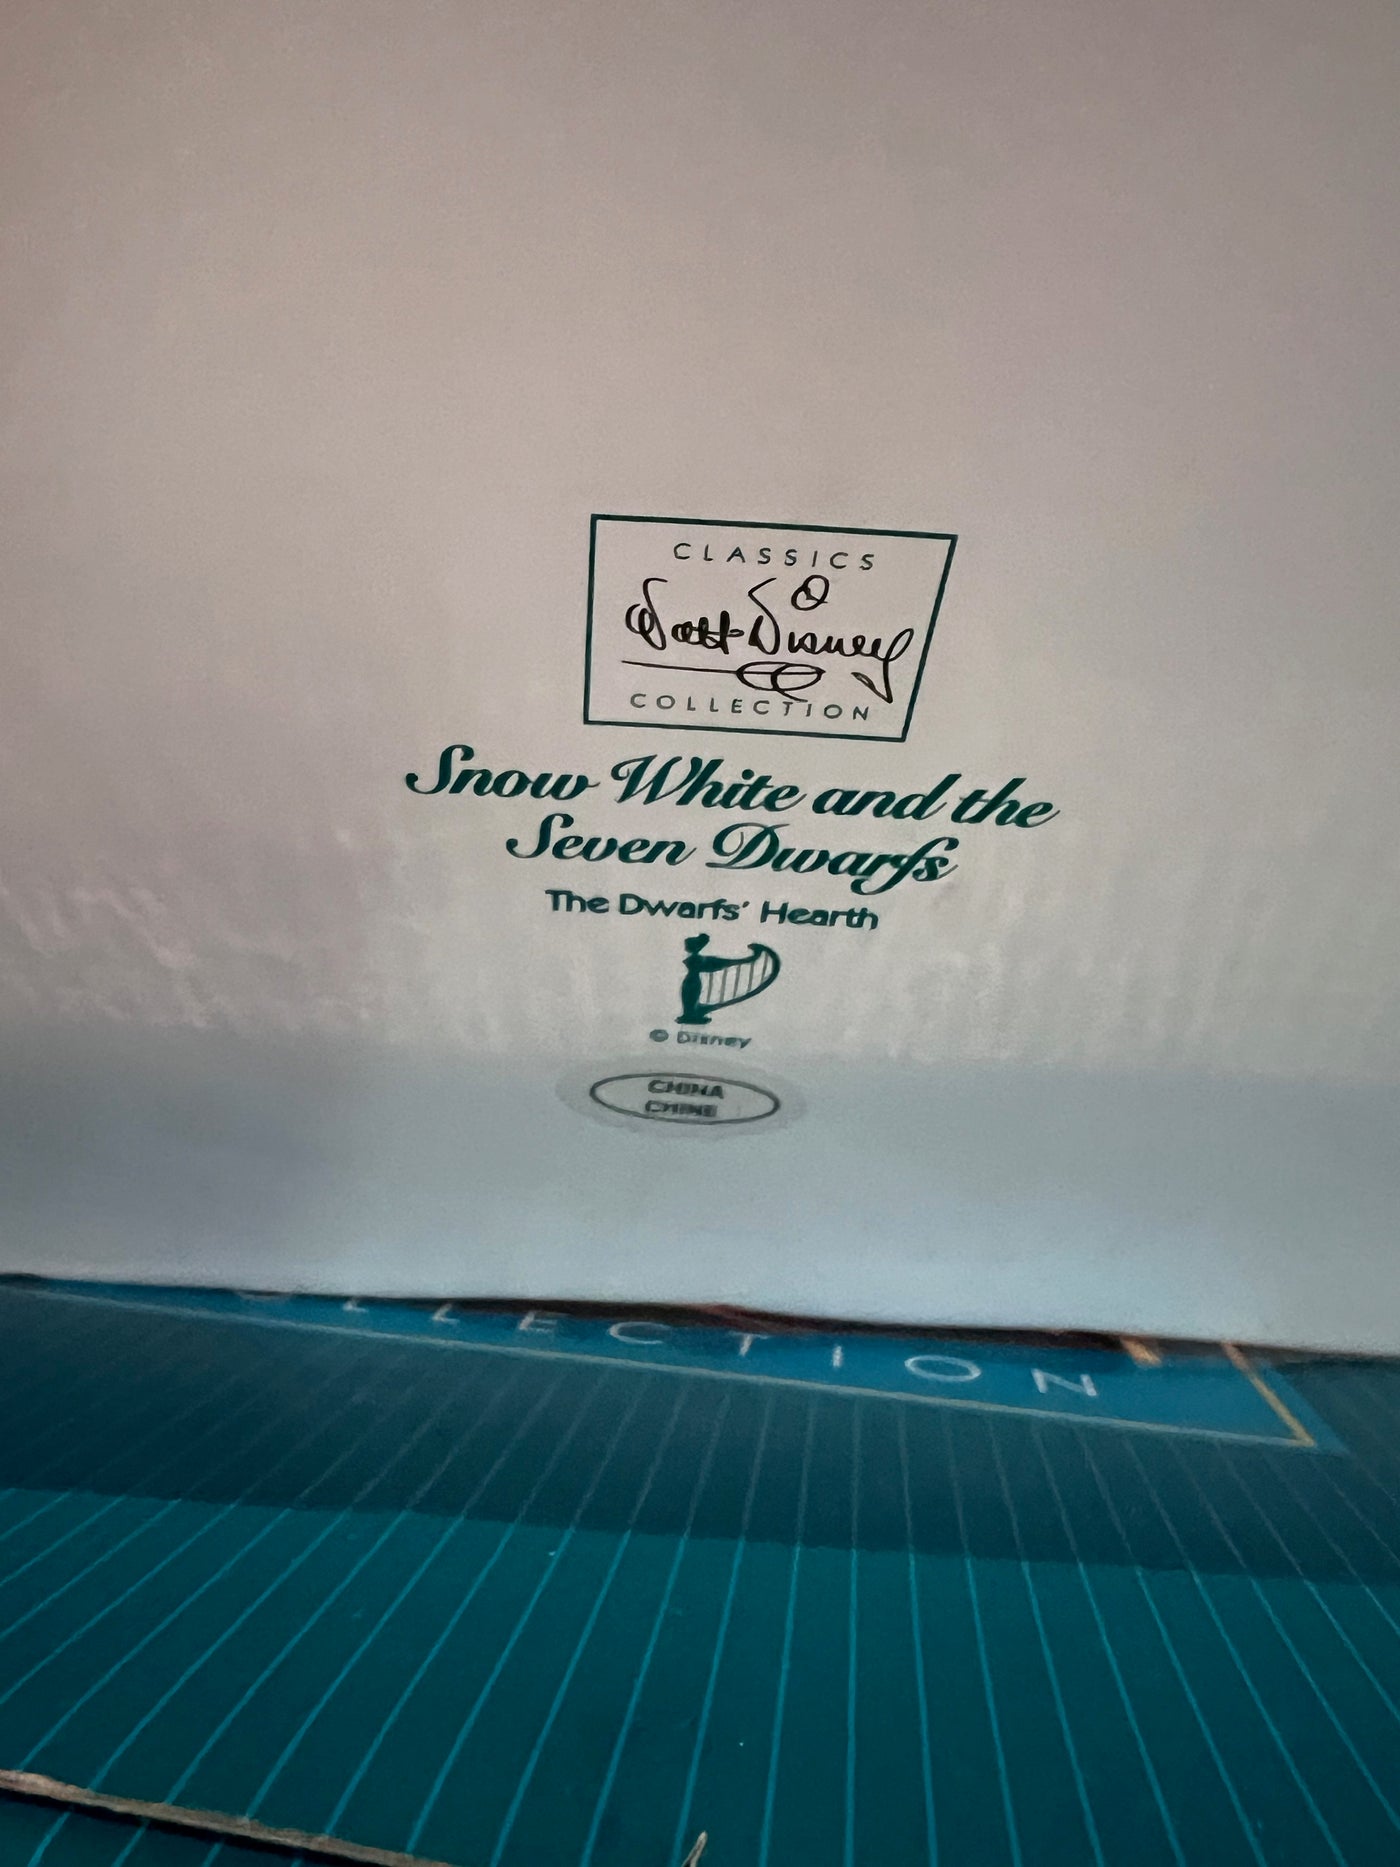 CLASSICS
Walt Disney
COLLECTION
Snow White and the
Seven Dwarfs
The Dwarfs' Hearth
© Disney
CHINA
CHINE
COLLECTION